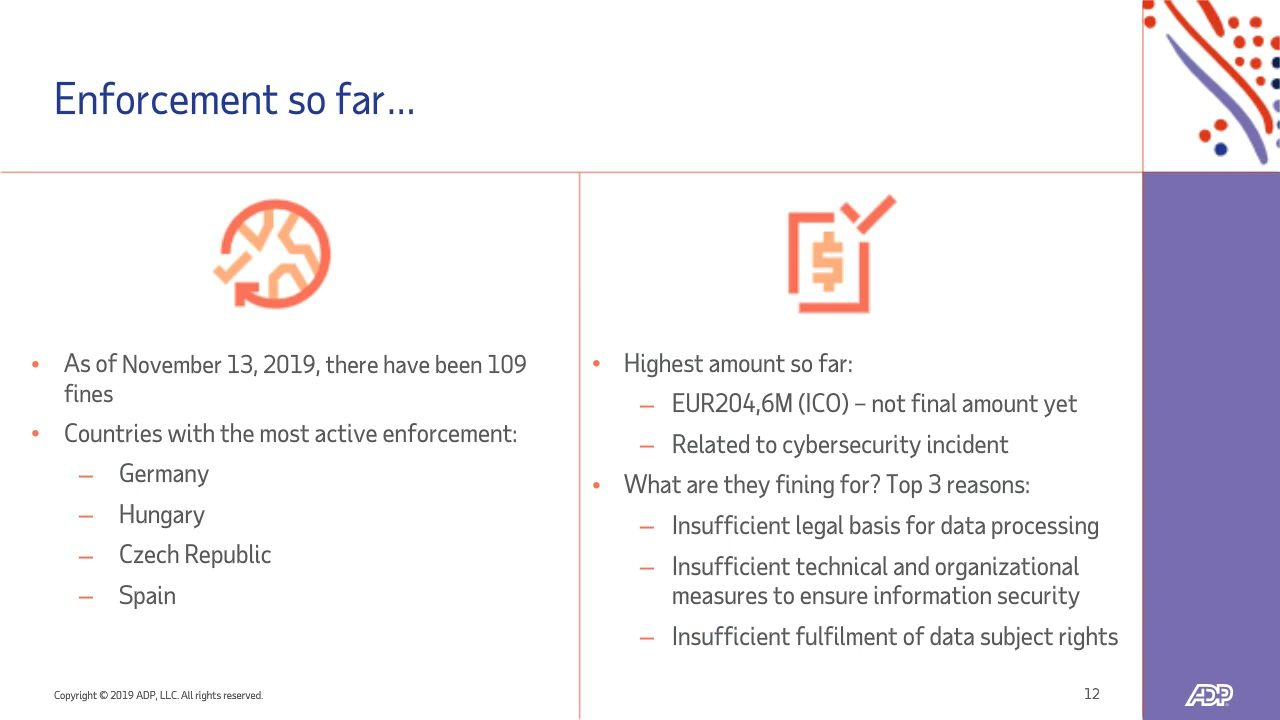 Enforcement so far...
• As of November 13, 2019, there have been 109
fines
• Countries with the most active enforcement:
– Germany
– Hungary
– Czech Republic
– Spain
• Highest amount so far:
– EUR204,6M (ICO) – not final amount yet
– Related to cybersecurity incident
• What are they fining for? Top 3 reasons:
– Insufficient legal basis for data processing
– Insufficient technical and organizational
measures to ensure information security
– Insufficient fulfilment of data subject rights
Copyright © 2019 ADP, LLC. All rights reserved.
12
ADP